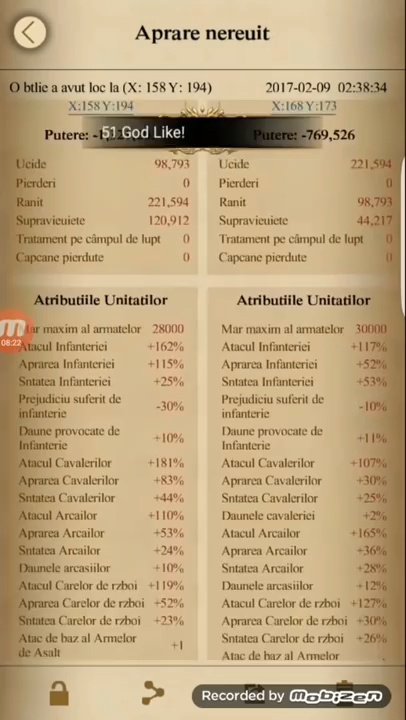 Aprare nereuit
O btlie a avut loc la (X: 158 Y: 194) 2017-02-09 02:38:34
X:158 Y:194 X:168 Y:173
51:God Like!
Putere: Putere: -769,526
Ucide 98,793 Ucide 221,594
Pierderi 0 Pierderi 0
Ranit 221,594 Ranit 98,793
Supravieuiete 120,912 Supravieuiete 44,217
Tratament pe câmpul de lupt 0 Tratament pe câmpul de lupt 0
Capcane pierdute 0 Capcane pierdute 0
Atributiile Unitatilor Atributiile Unitatilor
Mar maxim al armatelor 28000 Mar maxim al armatelor 30000
08:22
Atacul Infanteriei +162% Atacul Infanteriei +117%
Aprarea Infanteriei +115% Aprarea Infanteriei +52%
Sntatea Infanteriei +25% Sntatea Infanteriei +53%
Prejudiciu suferit de Prejudiciu suferit de
infanterie -30% infanterie -10%
Daune provocate de Daune provocate de
Infanterie +10% Infanterie +11%
Atacul Cavalerilor +181% Atacul Cavalerilor +107%
Aprarea Cavalerilor +83% Aprarea Cavalerilor +30%
Sntatea Cavalerilor +44% Sntatea Cavalerilor +25%
Atacul Arcailor +110% Daunele cavaleriei +2%
Aprarea Arcailor +53% Atacul Arcailor +165%
Sntatea Arcailor +24% Aprarea Arcailor +36%
Daunele arcasiilor +10% Sntatea Arcailor +28%
Atacul Carelor de rzboi +119% Daunele arcasiilor +12%
Aprarea Carelor de rzboi +52% Atacul Carelor de rzboi +127%
Sntatea Carelor de rzboi +23% Aprarea Carelor de rzboi +30%
Atac de baz al Armelor Sntatea Carelor de rzboi +26%
de Asalt +1 Atac de baz al Armelor
Recorded by Mobizen